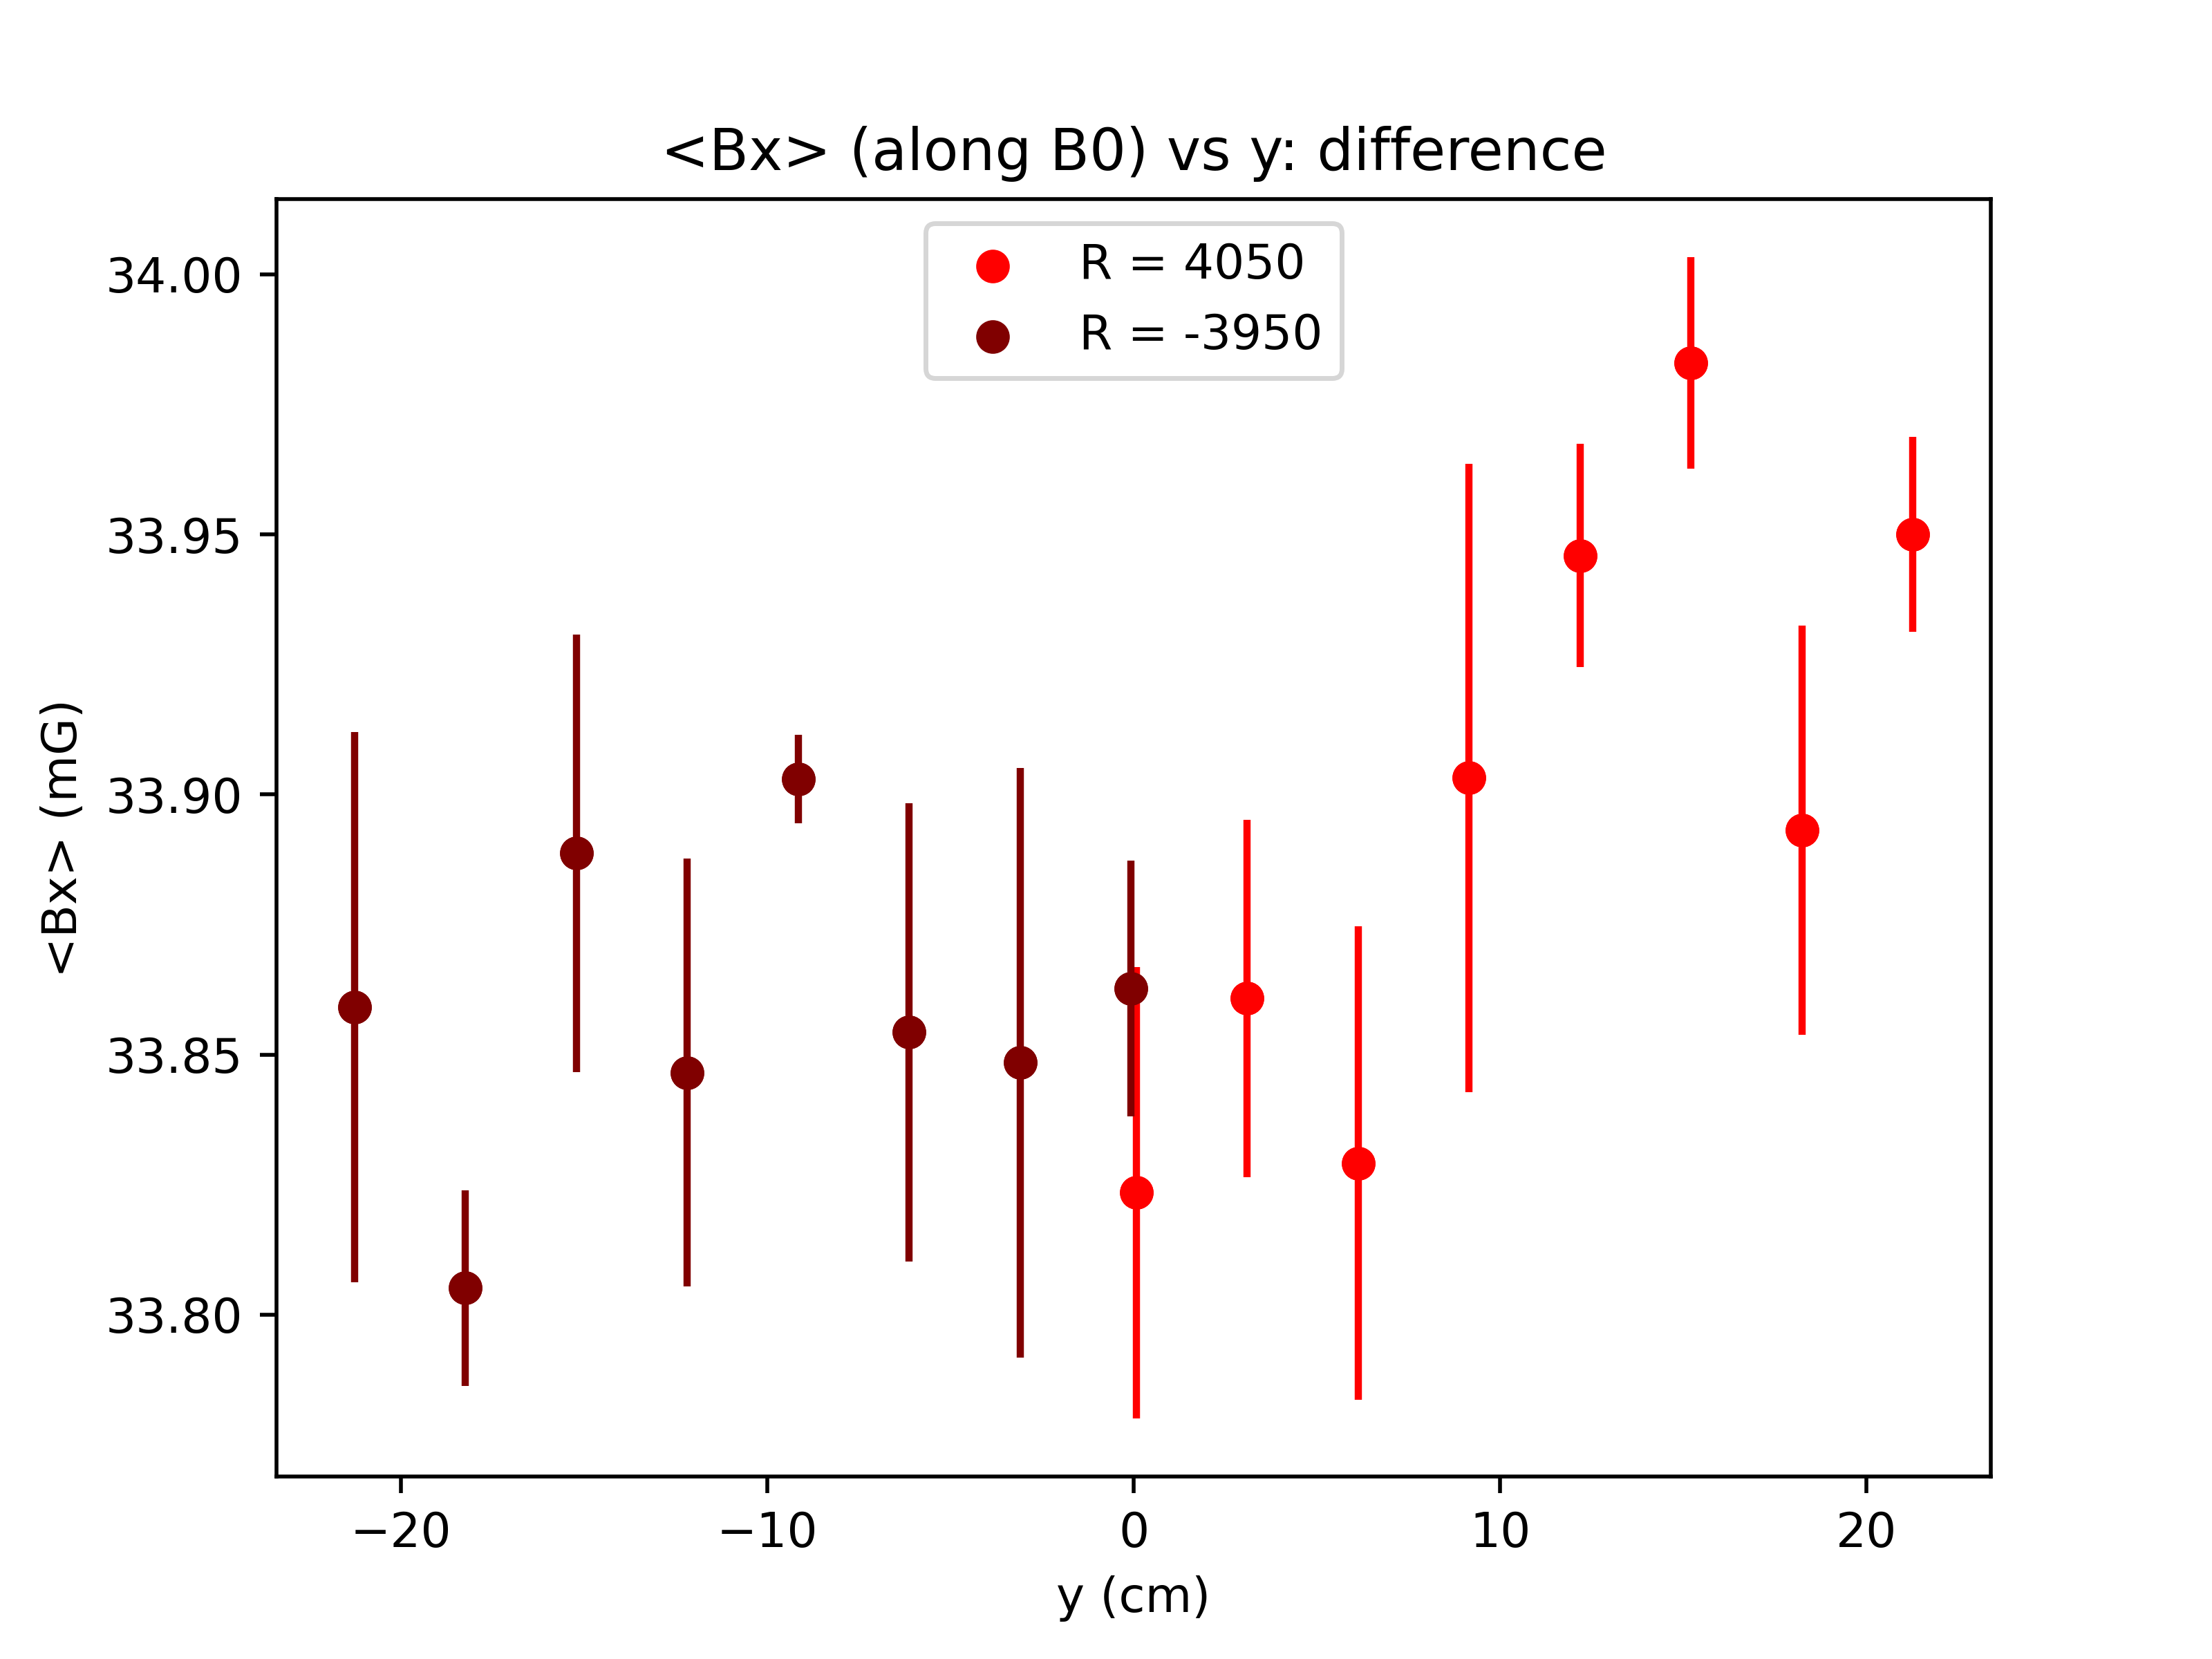 <Bx> (along B0) vs y: difference
R = 4050
R = -3950
34.00
33.95
33.90
33.85
33.80
<Bx> (mG)
−20 −10 0 10 20
y (cm)